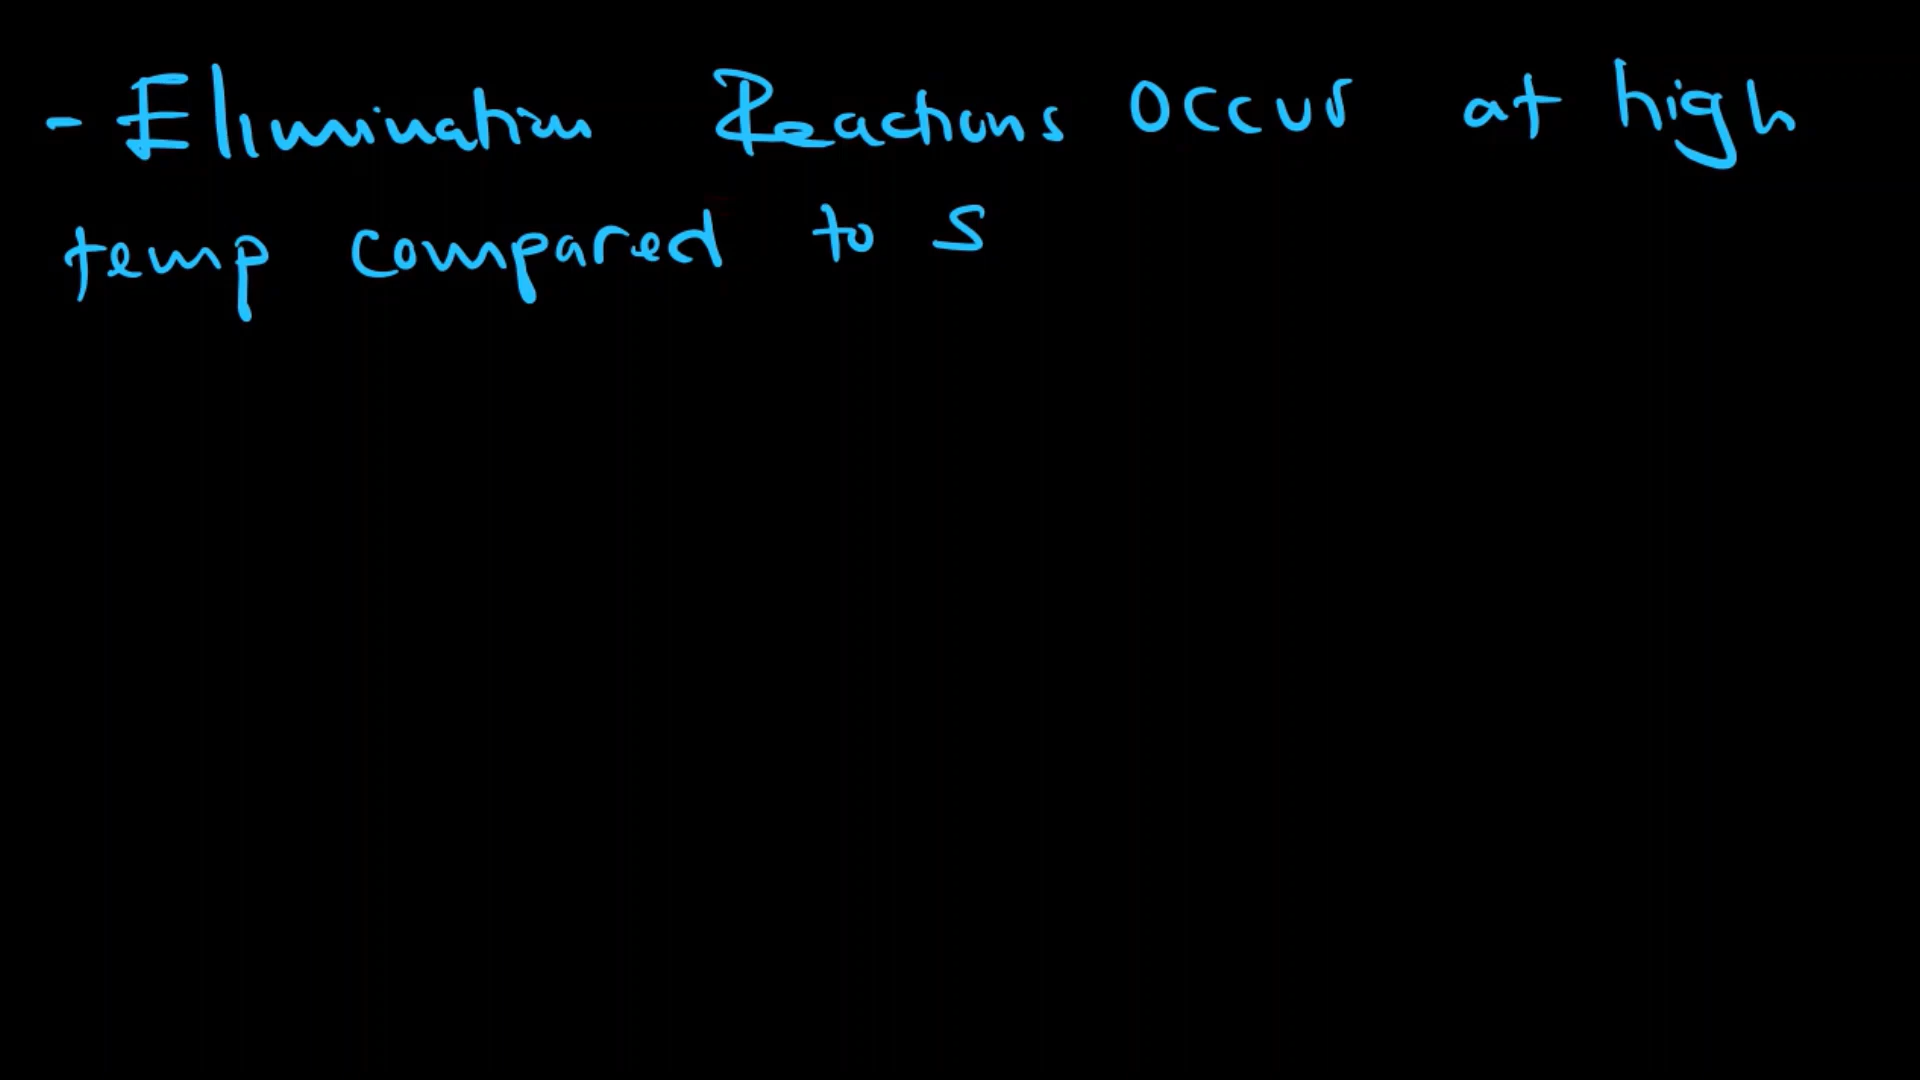 - Elimination Reactions occur at high
temp compared to S